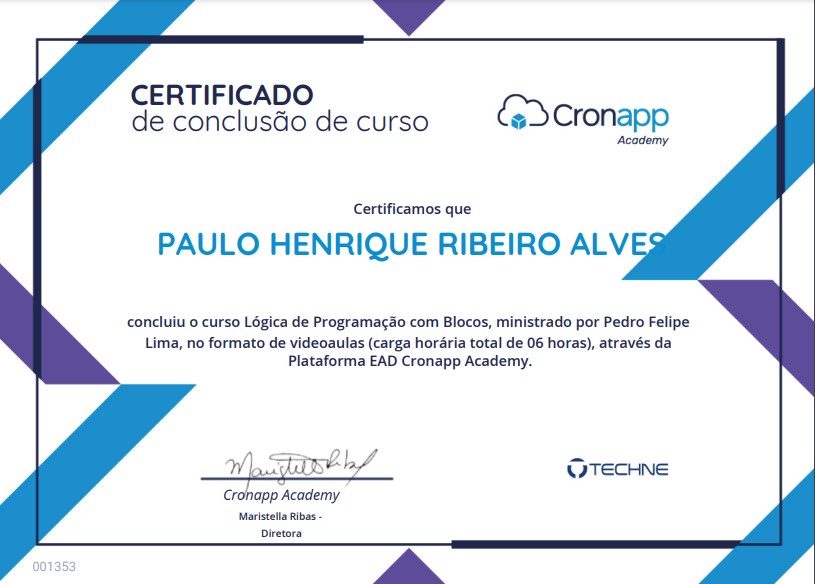 CERTIFICADO
de conclusão de curso
Cronapp
Academy
Certificamos que
PAULO HENRIQUE RIBEIRO ALVES
concluiu o curso Lógica de Programação com Blocos, ministrado por Pedro Felipe
Lima, no formato de videoaulas (carga horária total de 06 horas), através da
Plataforma EAD Cronapp Academy.
Cronapp Academy
Maristella Ribas -
Diretora
TECHNE
001353